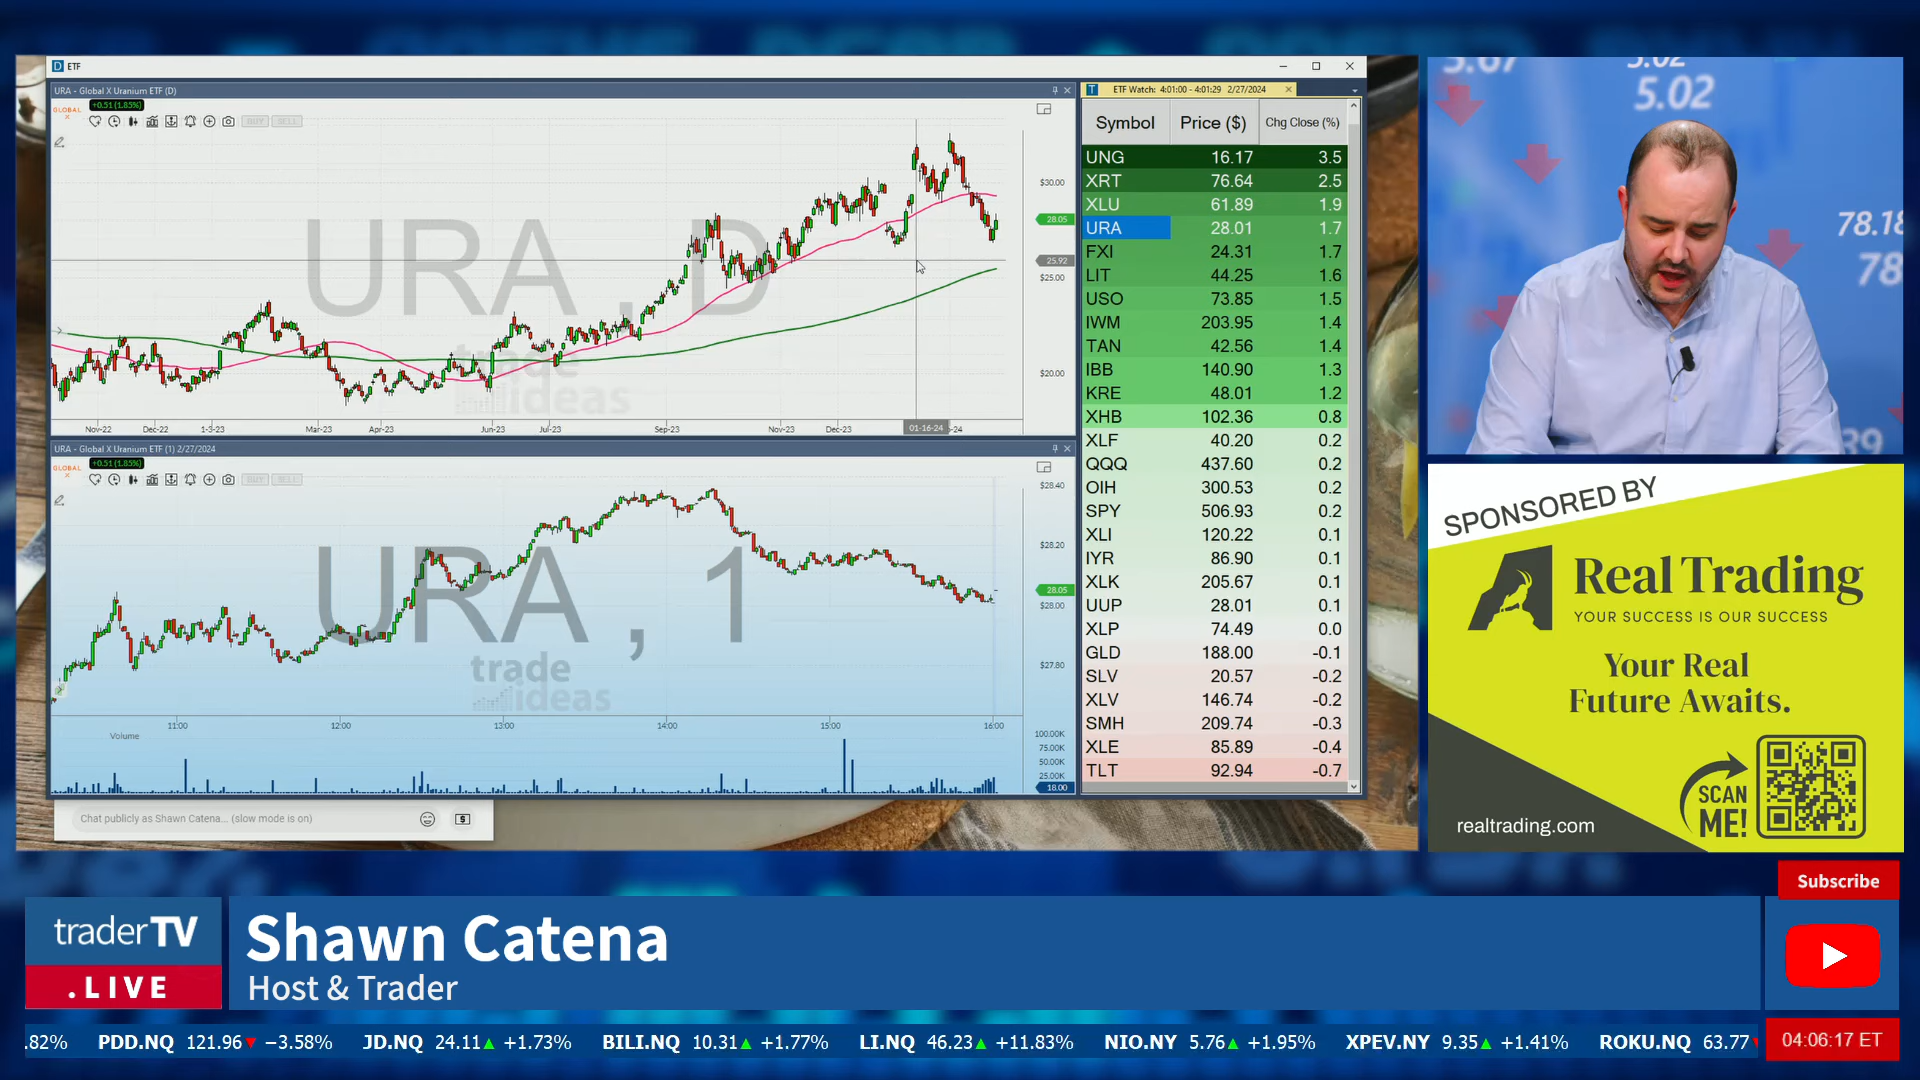 ETF
URA - Global X Uranium ETF (D)
GLOBAL X
+0.51 (1.85%)
BUY SELL
URA , D
trade ideas
$30.00
28.05
25.92
$25.00
$20.00
Nov-22 Dec-22 1-3-23 Mar-23 Apr-23 Jun-23 Jul-23 Sep-23 Nov-23 Dec-23 01-16-24 -24
URA - Global X Uranium ETF (1) 2/27/2024
GLOBAL X
+0.51 (1.85%)
BUY SELL
URA , 1
trade ideas
$28.40
$28.20
28.05
$28.00
$27.80
11:00 12:00 13:00 14:00 15:00 16:00
Volume
100.00K
75.00K
50.00K
25.00K
18.00
Chat publicly as Shawn Catena... (slow mode is on)
ETF Watch: 4:01:00 - 4:01:29 2/27/2024
Symbol Price ($) Chg Close (%)
UNG 16.17 3.5
XRT 76.64 2.5
XLU 61.89 1.9
URA 28.01 1.7
FXI 24.31 1.7
LIT 44.25 1.6
USO 73.85 1.5
IWM 203.95 1.4
TAN 42.56 1.4
IBB 140.90 1.3
KRE 48.01 1.2
XHB 102.36 0.8
XLF 40.20 0.2
QQQ 437.60 0.2
OIH 300.53 0.2
SPY 506.93 0.2
XLI 120.22 0.1
IYR 86.90 0.1
XLK 205.67 0.1
UUP 28.01 0.1
XLP 74.49 0.0
GLD 188.00 -0.1
SLV 20.57 -0.2
XLV 146.74 -0.2
SMH 209.74 -0.3
XLE 85.89 -0.4
TLT 92.94 -0.7
5.02
78.18
78
SPONSORED BY
Real Trading
YOUR SUCCESS IS OUR SUCCESS
Your Real
Future Awaits.
SCAN
ME!
realtrading.com
Subscribe
traderTV
.LIVE
Shawn Catena
Host & Trader
.82% PDD.NQ 121.96▼ −3.58% JD.NQ 24.11▲ +1.73% BILI.NQ 10.31▲ +1.77% LI.NQ 46.23▲ +11.83% NIO.NY 5.76▲ +1.95% XPEV.NY 9.35▲ +1.41% ROKU.NQ 63.77
04:06:17 ET